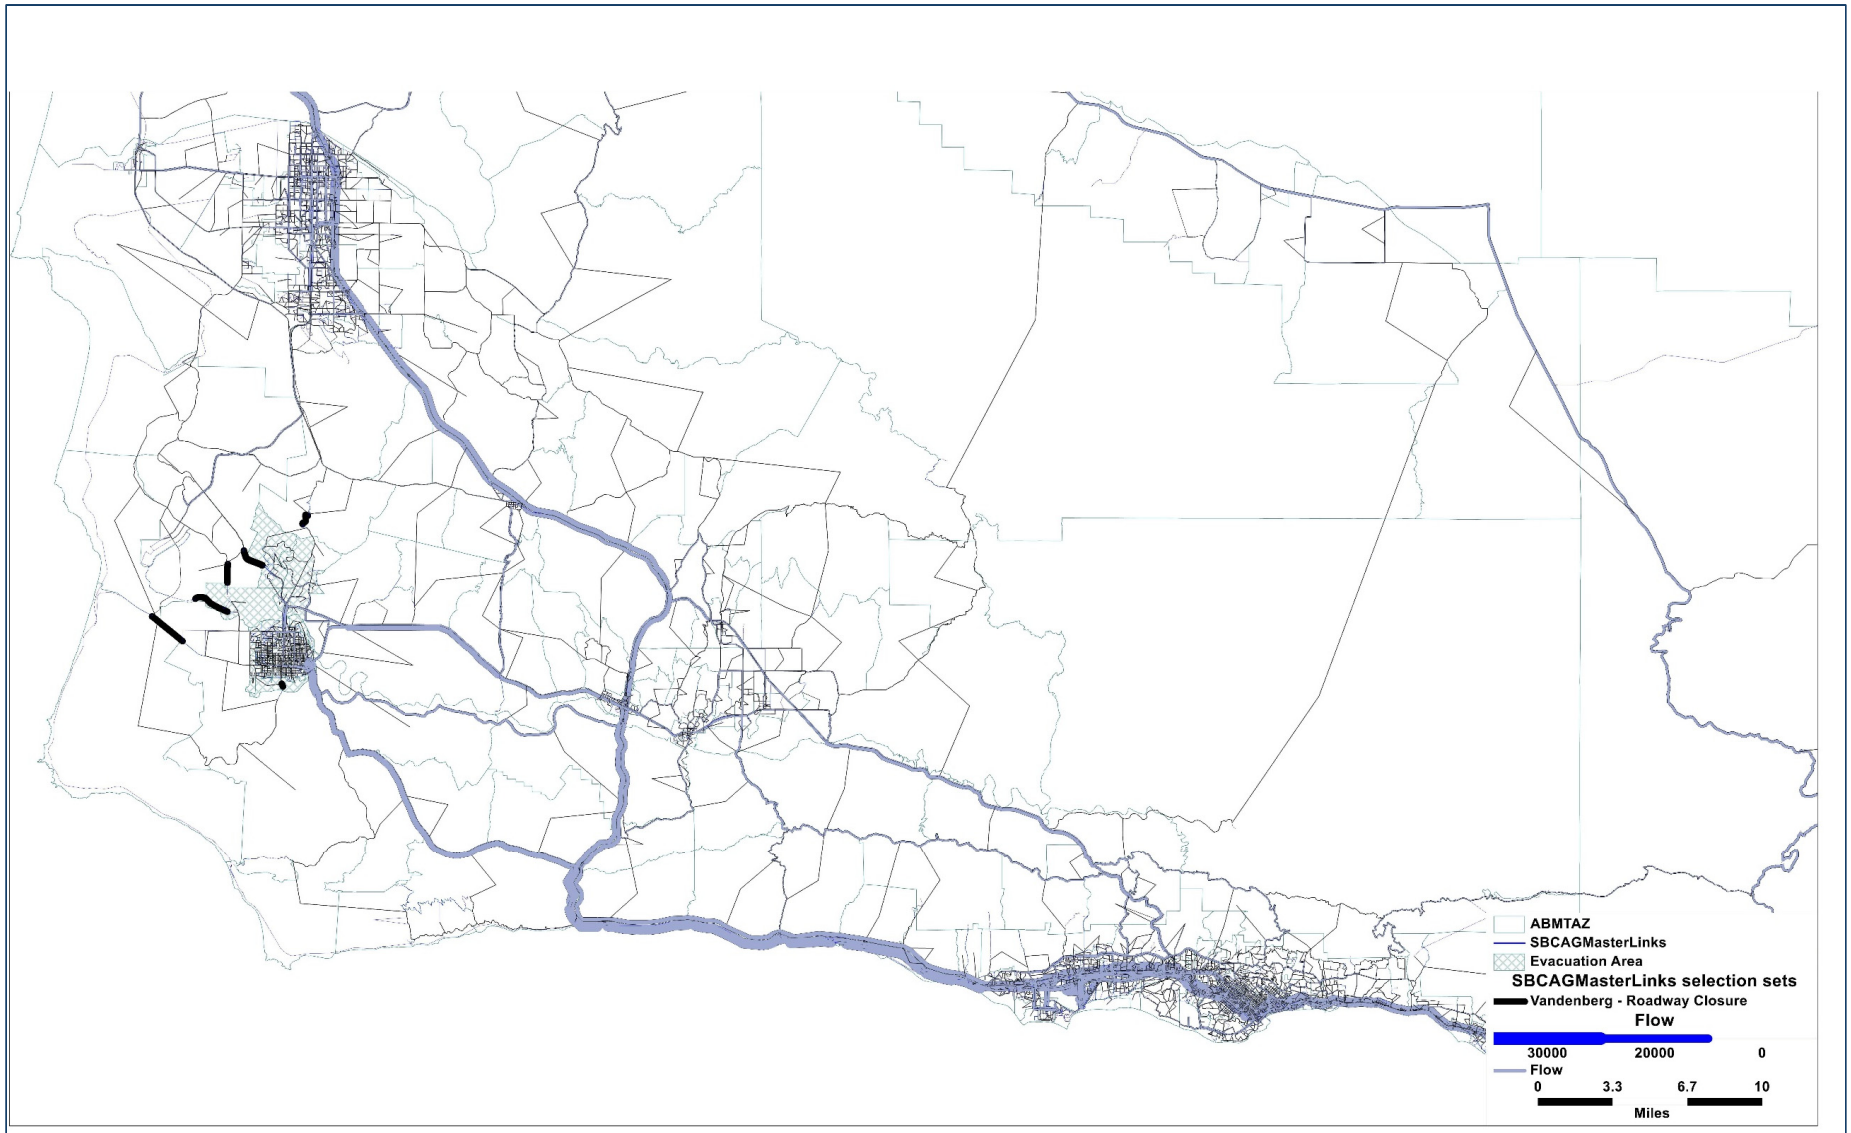 ABMTAZ
SBCAGMasterLinks
Evacuation Area
SBCAGMasterLinks selection sets
Vandenberg - Roadway Closure
Flow
30000 20000 0
Flow
0 3.3 6.7 10
Miles